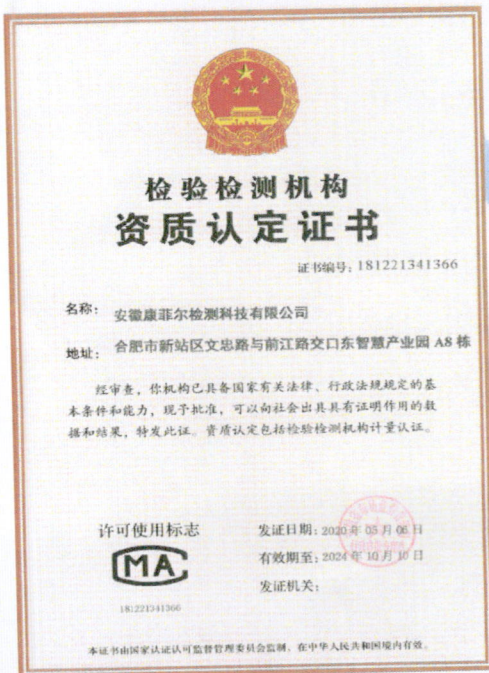 检验检测机构
资质认定证书
证书编号：181221341366
名称： 安徽康菲尔检测科技有限公司
地址： 合肥市新站区文忠路与前江路交口东智慧产业园 A8 栋
经审查，你机构已具备国家有关法律、行政法规规定的基
本条件和能力，现予批准，可以向社会出具具有证明作用的数
据和结果，特发此证。资质认定包括检验检测机构计量认证。
许可使用标志
MA
181221341366
发证日期：2020 年 03 月 06 日
有效期至：2024 年 10 月 10 日
发证机关：
本证书由国家认证认可监督管理委员会监制，在中华人民共和国境内有效。